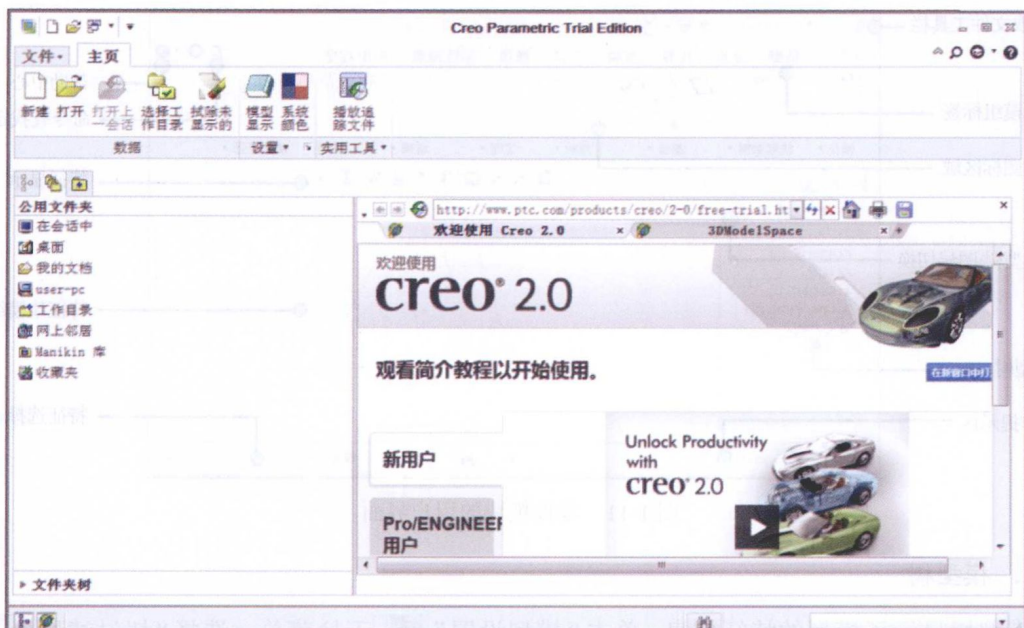 Creo Parametric Trial Edition
文件
主页
新建 打开 打开上一会话 选择工作目录 拭除未显示的 模型显示 系统颜色 播放追踪文件
数据 设置 实用工具
公用文件夹
在会话中
桌面
我的文档
user-pc
工作目录
网上邻居
Manikin 库
收藏夹
文件夹树
http://www.ptc.com/products/creo/2-0/free-trial.ht
欢迎使用 Creo 2.0
3DModelSpace
欢迎使用
creo® 2.0
观看简介教程以开始使用。
在新窗口中打
新用户
Pro/ENGINEER
用户
Unlock Productivity
with
creo® 2.0